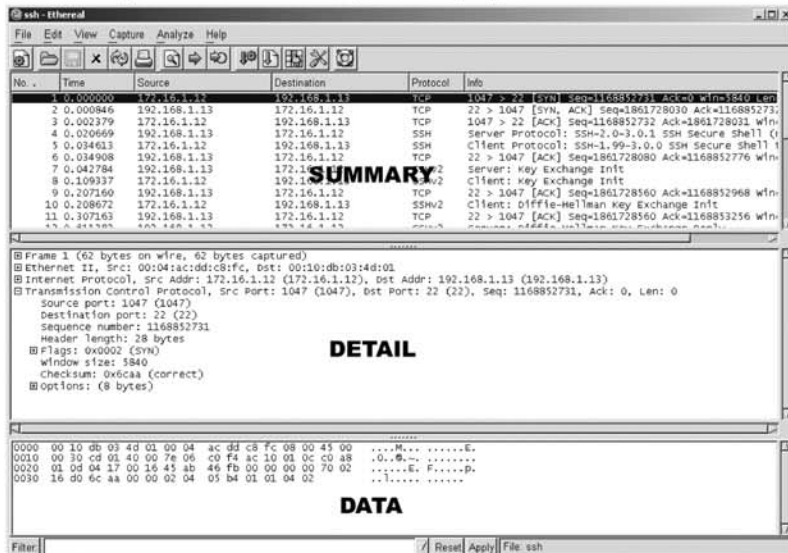 ssh - Ethereal
File Edit View Capture Analyze Help
No. . Time Source Destination Protocol Info
1 0.000000 172.16.1.12 192.168.1.13 TCP 1047 > 22 [SYN] Seq=1168852731 Ack=0 Win=5840 Len
2 0.000846 192.168.1.13 172.16.1.12 TCP 22 > 1047 [SYN, ACK] Seq=1861728030 Ack=1168852732
3 0.002379 172.16.1.12 192.168.1.13 TCP 1047 > 22 [ACK] Seq=1168852732 Ack=1861728031 Win=
4 0.020669 192.168.1.13 172.16.1.12 SSH Server Protocol: SSH-2.0-3.0.1 SSH Secure Shell (
5 0.034613 172.16.1.12 192.168.1.13 SSH Client Protocol: SSH-1.99-3.0.0 SSH Secure Shell
6 0.034908 192.168.1.13 172.16.1.12 TCP 22 > 1047 [ACK] Seq=1861728080 Ack=1168852776 Win=
7 0.042784 192.168.1.13 Server: Key Exchange Init
8 0.109337 172.16.1.12 Client: Key Exchange Init
SUMMARY
9 0.207160 192.168.1.13 172.16.1.12 TCP 22 > 1047 [ACK] Seq=1861728560 Ack=1168852968 Win=
10 0.208672 172.16.1.12 192.168.1.13 SSHv2 Client: Diffie-Hellman Key Exchange Init
11 0.307163 192.168.1.13 172.16.1.12 TCP 22 > 1047 [ACK] Seq=1861728560 Ack=1168853256 Win=
Frame 1 (62 bytes on wire, 62 bytes captured)
Ethernet II, Src: 00:04:ac:dd:c8:fc, Dst: 00:10:db:03:4d:01
Internet Protocol, Src Addr: 172.16.1.12 (172.16.1.12), Dst Addr: 192.168.1.13 (192.168.1.13)
Transmission Control Protocol, Src Port: 1047 (1047), Dst Port: 22 (22), Seq: 1168852731, Ack: 0, Len: 0
Source port: 1047 (1047)
Destination port: 22 (22)
Sequence number: 1168852731
Header length: 28 bytes
Flags: 0x0002 (SYN)
Window size: 5840
Checksum: 0x6caa (correct)
Options: (8 bytes)
DETAIL
0000 00 10 db 03 4d 01 00 04 ac dd c8 fc 08 00 45 00 ....M... ......E.
0010 00 30 cd 01 40 00 7e 06 c0 f4 ac 10 01 0c c0 a8 .0..@.~. ........
0020 01 0d 04 17 00 16 45 ab 46 fb 00 00 00 00 70 02 ......E. F.....p.
0030 16 d0 6c aa 00 00 02 04 05 b4 01 01 04 02 ..l..... ......
DATA
Filter: / Reset Apply File: ssh